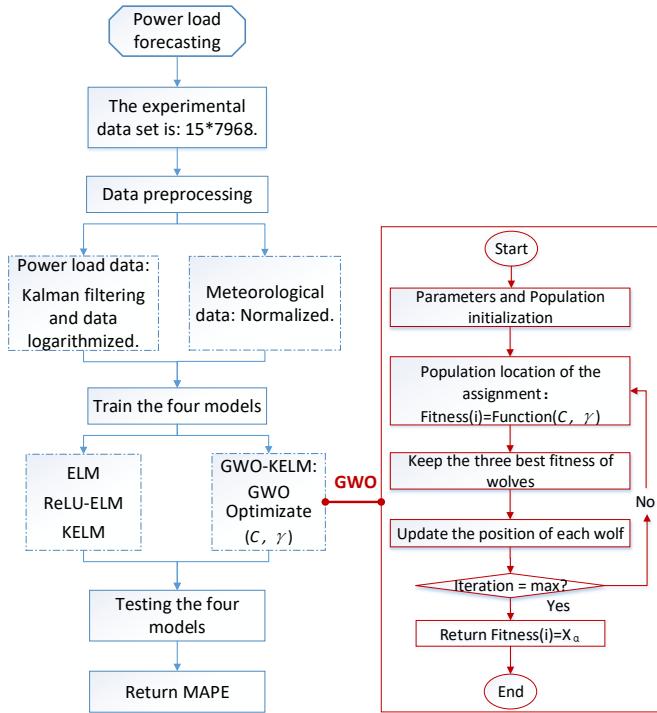 Power load
forecasting
The experimental
data set is: 15*7968.
Data preprocessing
Power load data:
Kalman filtering
and data
logarithmized.
Meteorological
data: Normalized.
Train the four models
ELM
ReLU-ELM
KELM
GWO-KELM:
GWO
Optimizate
(C, γ)
Testing the four
models
Return MAPE
GWO
Start
Parameters and Population
initialization
Population location of the
assignment:
Fitness(i)=Function(C, γ)
Keep the three best fitness of
wolves
Update the position of each wolf
Iteration = max?
No
Yes
Return Fitness(i)=Xα
End